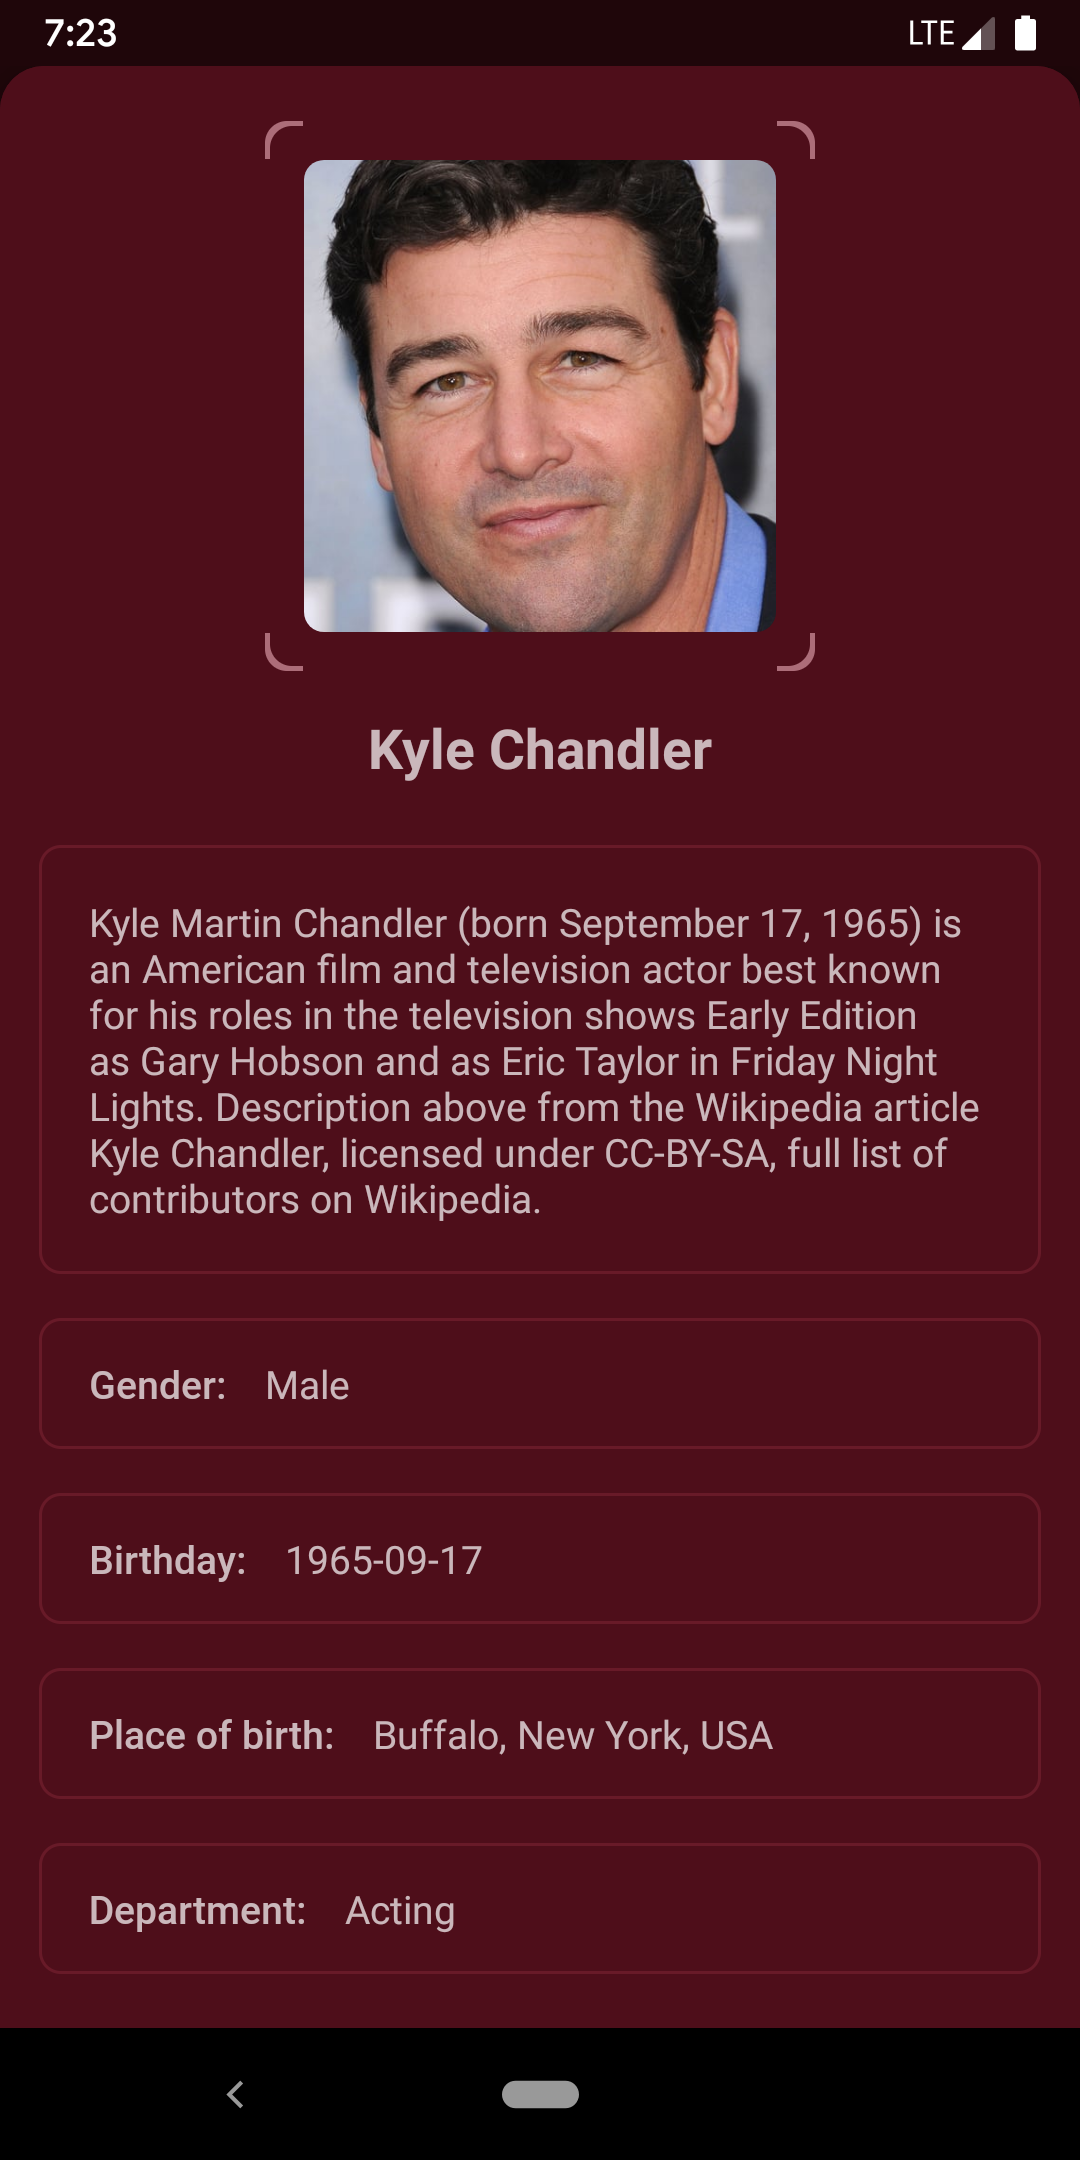 7:23
LTE
Kyle Chandler
Kyle Martin Chandler (born September 17, 1965) is
an American film and television actor best known
for his roles in the television shows Early Edition
as Gary Hobson and as Eric Taylor in Friday Night
Lights. Description above from the Wikipedia article
Kyle Chandler, licensed under CC-BY-SA, full list of
contributors on Wikipedia.
Gender: Male
Birthday: 1965-09-17
Place of birth: Buffalo, New York, USA
Department: Acting